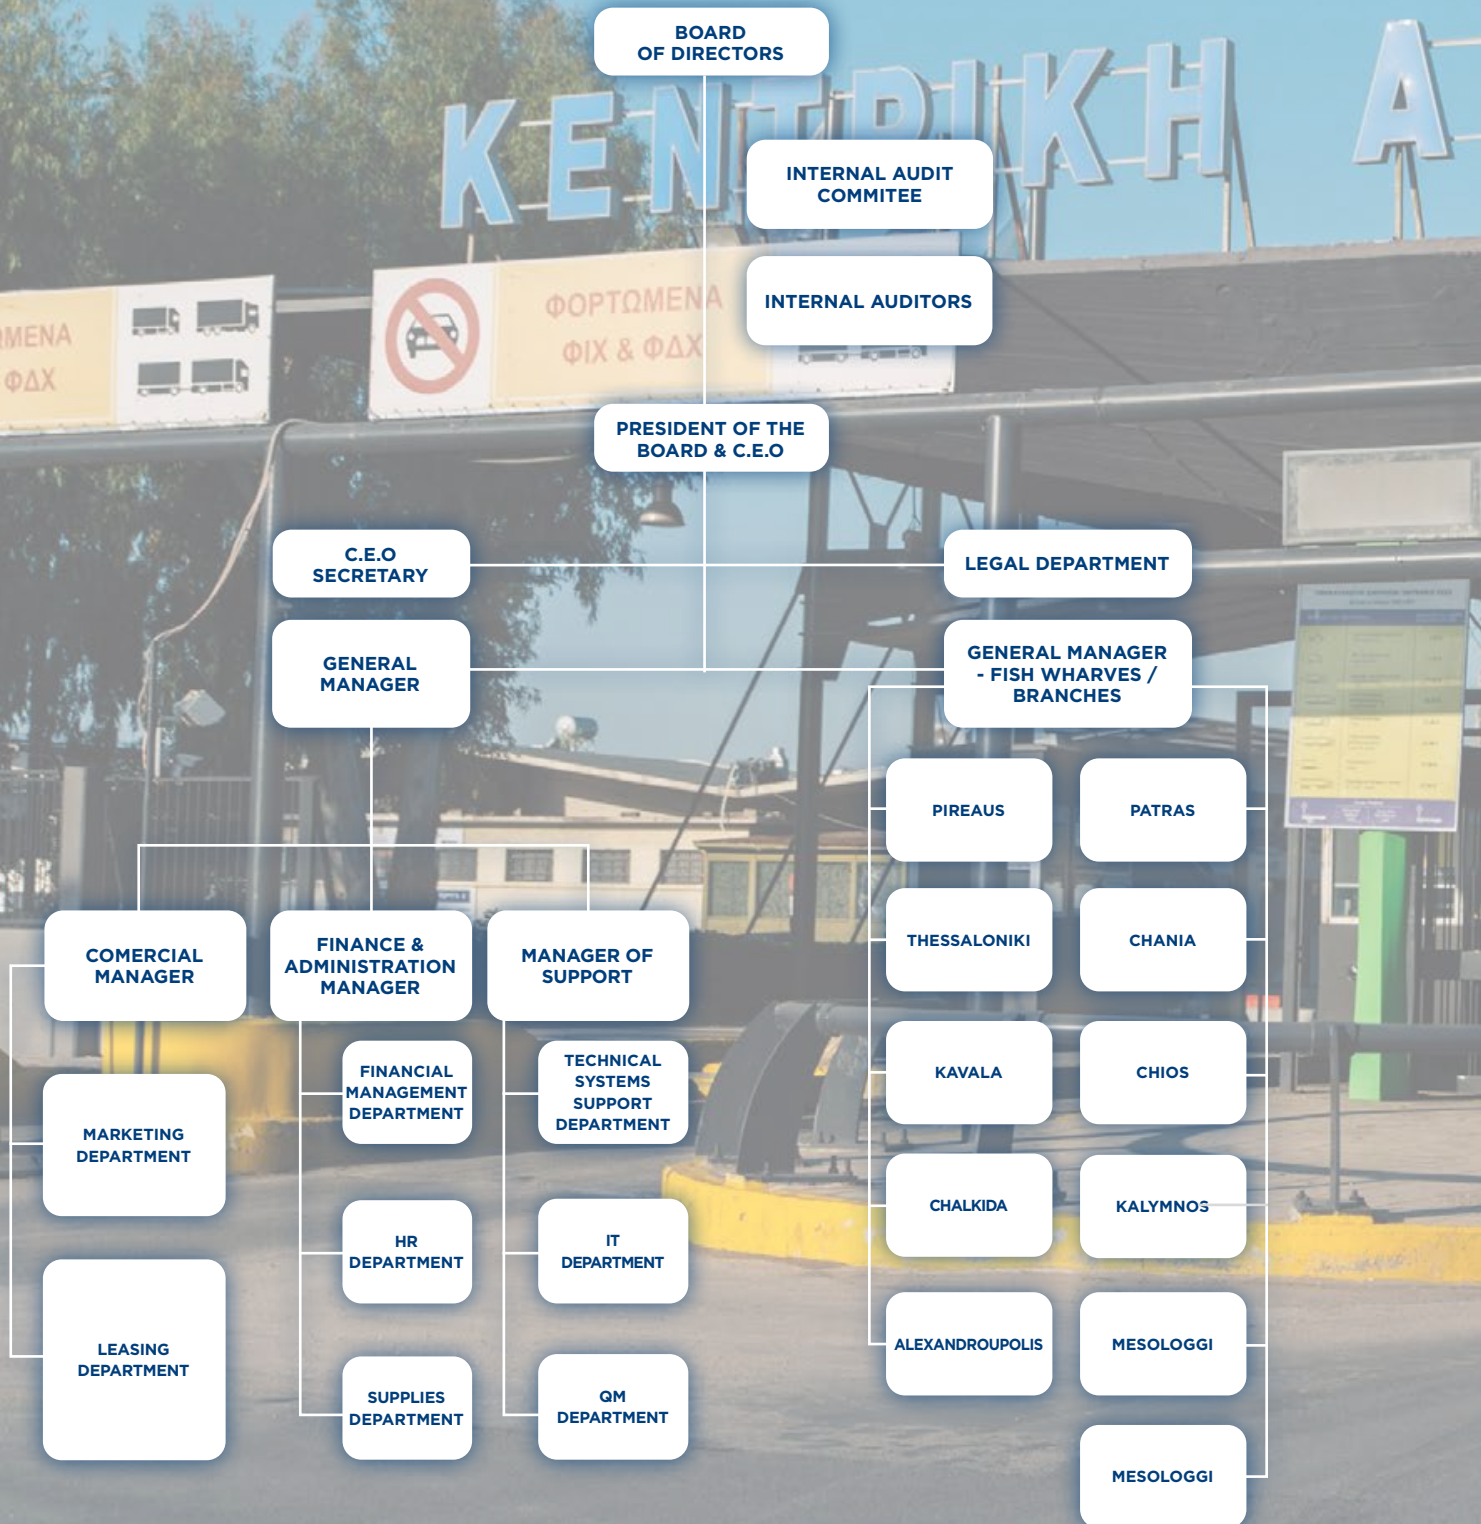 BOARD
OF DIRECTORS
ΚΕΝΤΡΙΚΗ Α
INTERNAL AUDIT
COMMITEE
INTERNAL AUDITORS
ΦΟΡΤΩΜΕΝΑ
ΦΙΧ & ΦΔΧ
ΦΔΧ
PRESIDENT OF THE
BOARD & C.E.O
C.E.O
SECRETARY
LEGAL DEPARTMENT
GENERAL
MANAGER
GENERAL MANAGER
- FISH WHARVES /
BRANCHES
PIREAUS
PATRAS
THESSALONIKI
CHANIA
KAVALA
CHIOS
CHALKIDA
KALYMNOS
ALEXANDROUPOLIS
MESOLOGGI
MESOLOGGI
COMERCIAL
MANAGER
MARKETING
DEPARTMENT
LEASING
DEPARTMENT
FINANCE &
ADMINISTRATION
MANAGER
FINANCIAL
MANAGEMENT
DEPARTMENT
HR
DEPARTMENT
SUPPLIES
DEPARTMENT
MANAGER OF
SUPPORT
TECHNICAL
SYSTEMS
SUPPORT
DEPARTMENT
IT
DEPARTMENT
QM
DEPARTMENT